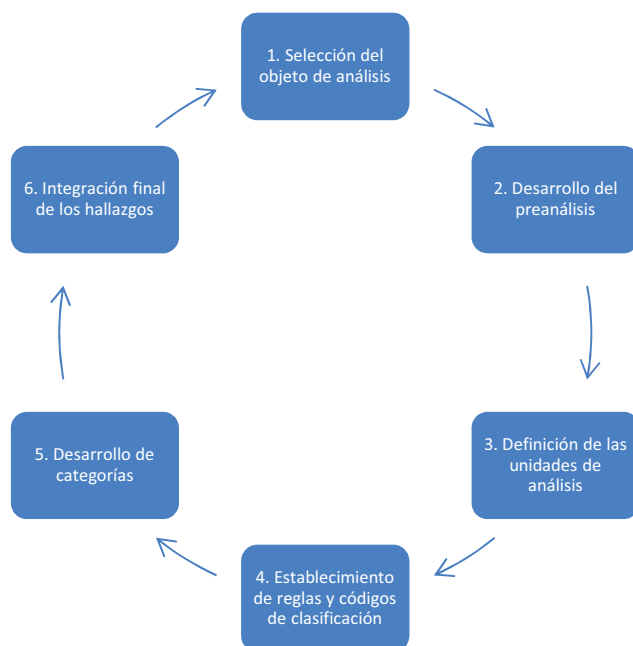 1. Selección del
objeto de análisis
2. Desarrollo del
preanálisis
3. Definición de las
unidades de
análisis
4. Establecimiento
de reglas y códigos
de clasificación
5. Desarrollo de
categorías
6. Integración final
de los hallazgos